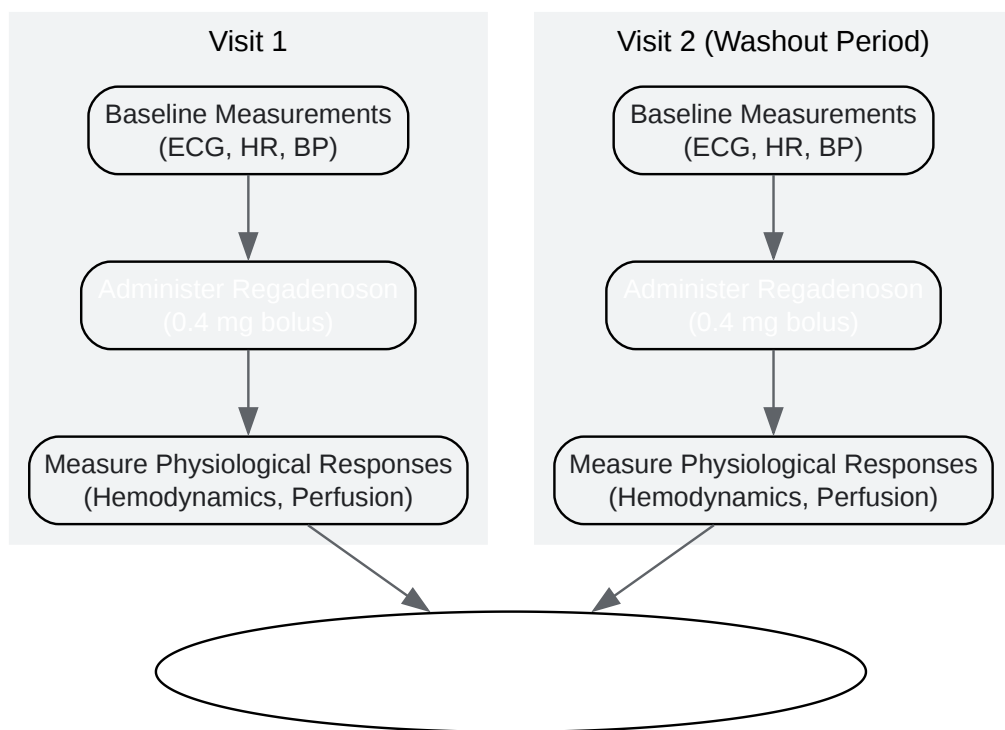 Visit 1
Baseline Measurements
(ECG, HR, BP)
Administer Regadenoson
(0.4 mg bolus)
Measure Physiological Responses
(Hemodynamics, Perfusion)
Visit 2 (Washout Period)
Baseline Measurements
(ECG, HR, BP)
Administer Regadenoson
(0.4 mg bolus)
Measure Physiological Responses
(Hemodynamics, Perfusion)